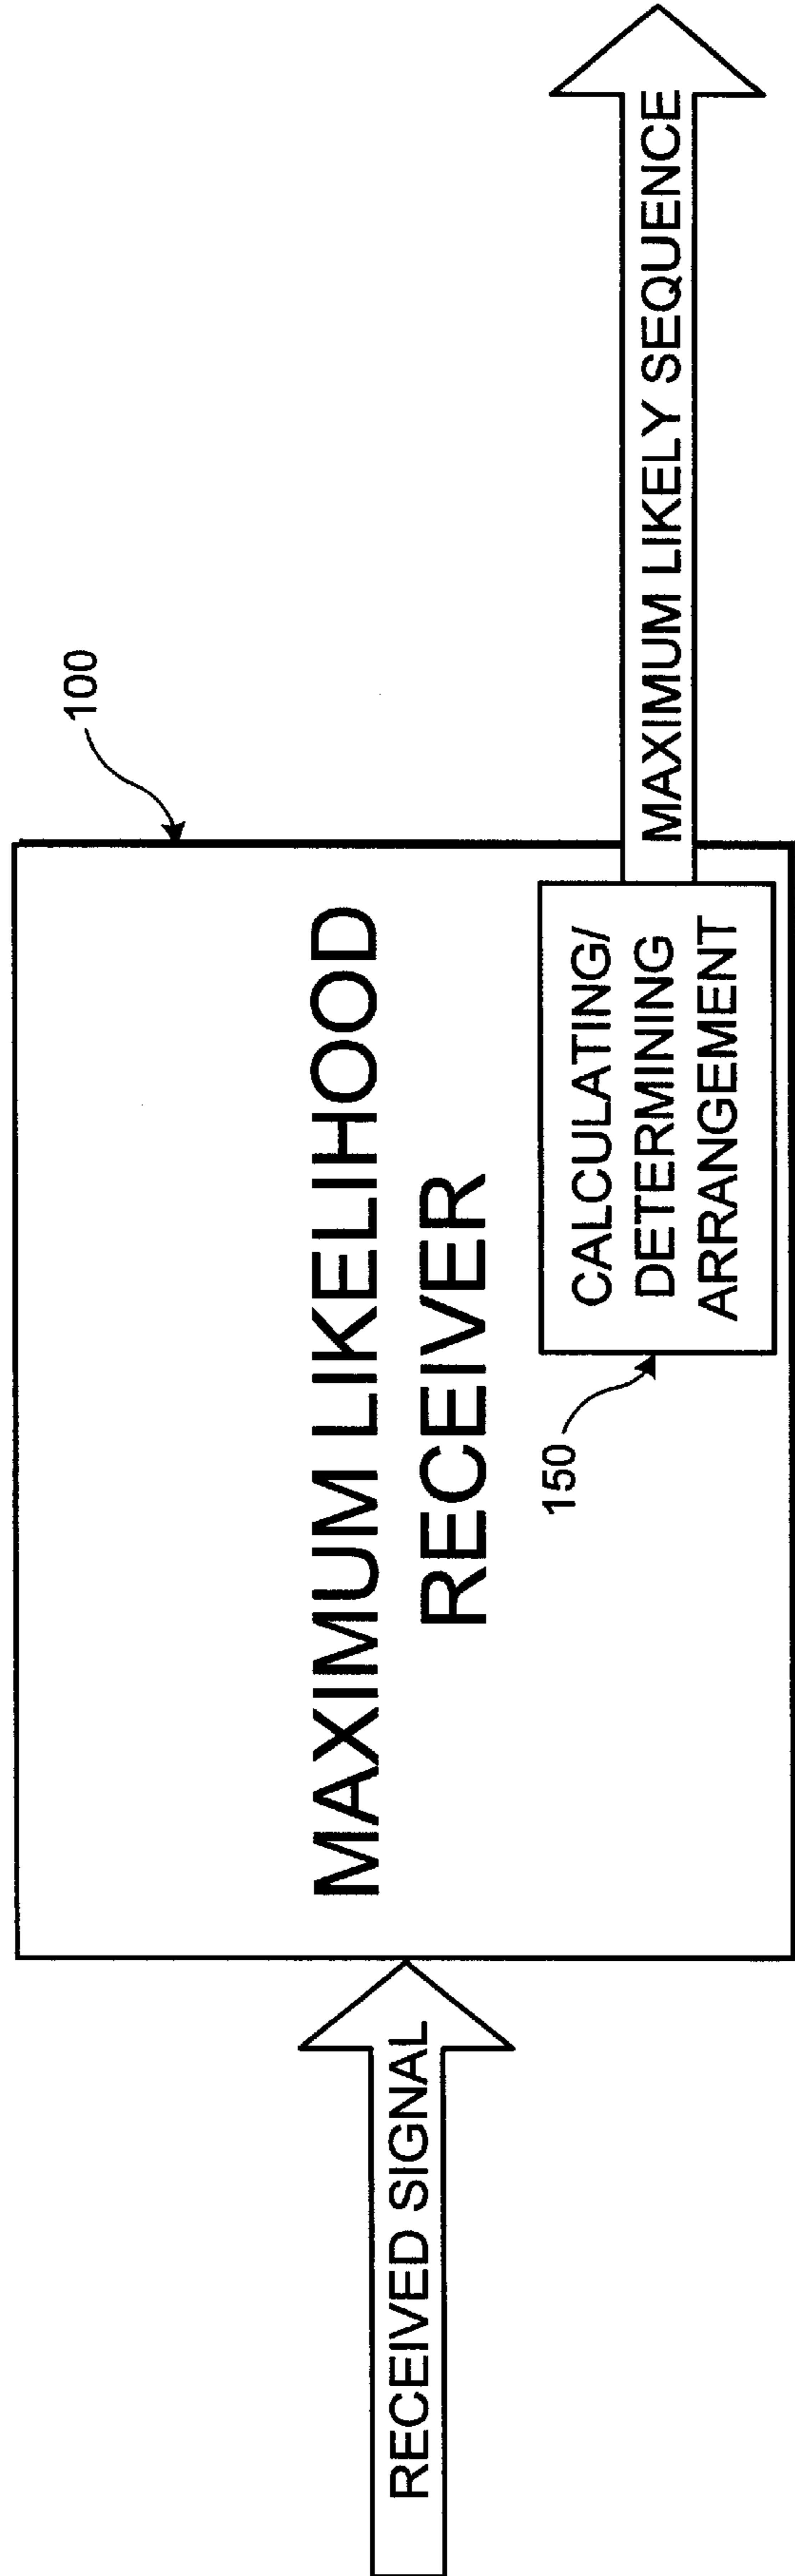 RECEIVED SIGNAL
MAXIMUM LIKELIHOOD
RECEIVER
100
150
CALCULATING/
DETERMINING
ARRANGEMENT
MAXIMUM LIKELY SEQUENCE